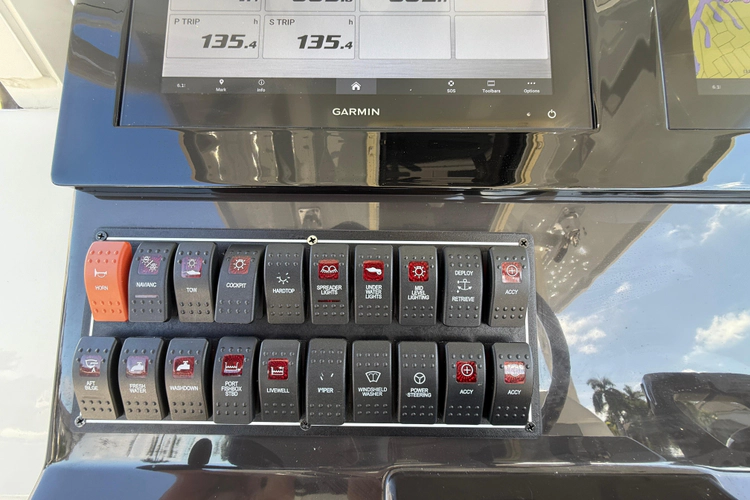 P TRIP h
S TRIP h
135.4
135.4
Mark
Info
SOS
Toolbars
Options
GARMIN
HORN
NAV/ANC
TOW
COCKPIT
HARDTOP
SPREADER
LIGHTS
UNDER
WATER
LIGHTS
MID
LEVEL
LIGHTING
DEPLOY
RETRIEVE
ACCY
AFT
BILGE
FRESH
WATER
WASHDOWN
PORT
FISHBOX
STBD
LIVEWELL
WIPER
WINDSHIELD
WASHER
POWER
STEERING
ACCY
ACCY